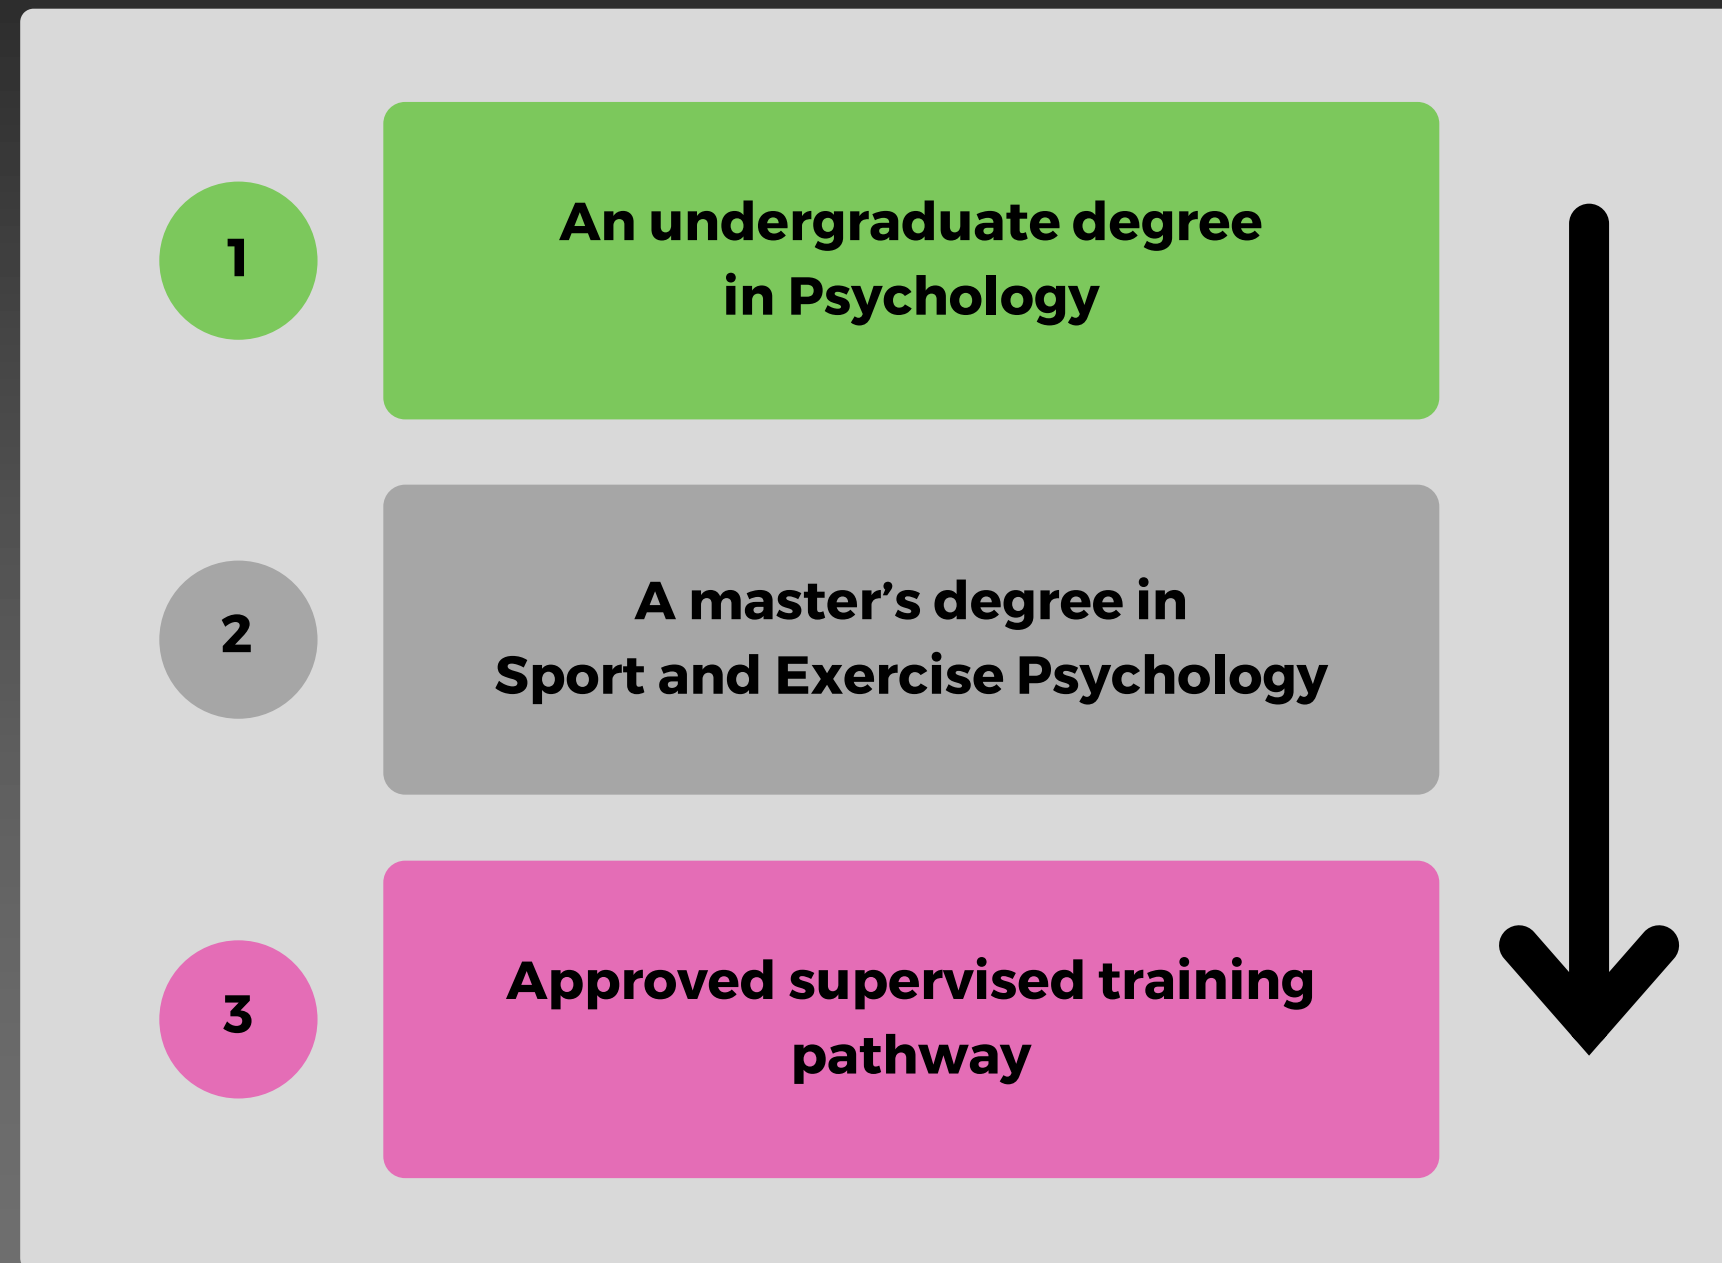 1
An undergraduate degree
in Psychology
2
A master’s degree in
Sport and Exercise Psychology
3
Approved supervised training
pathway